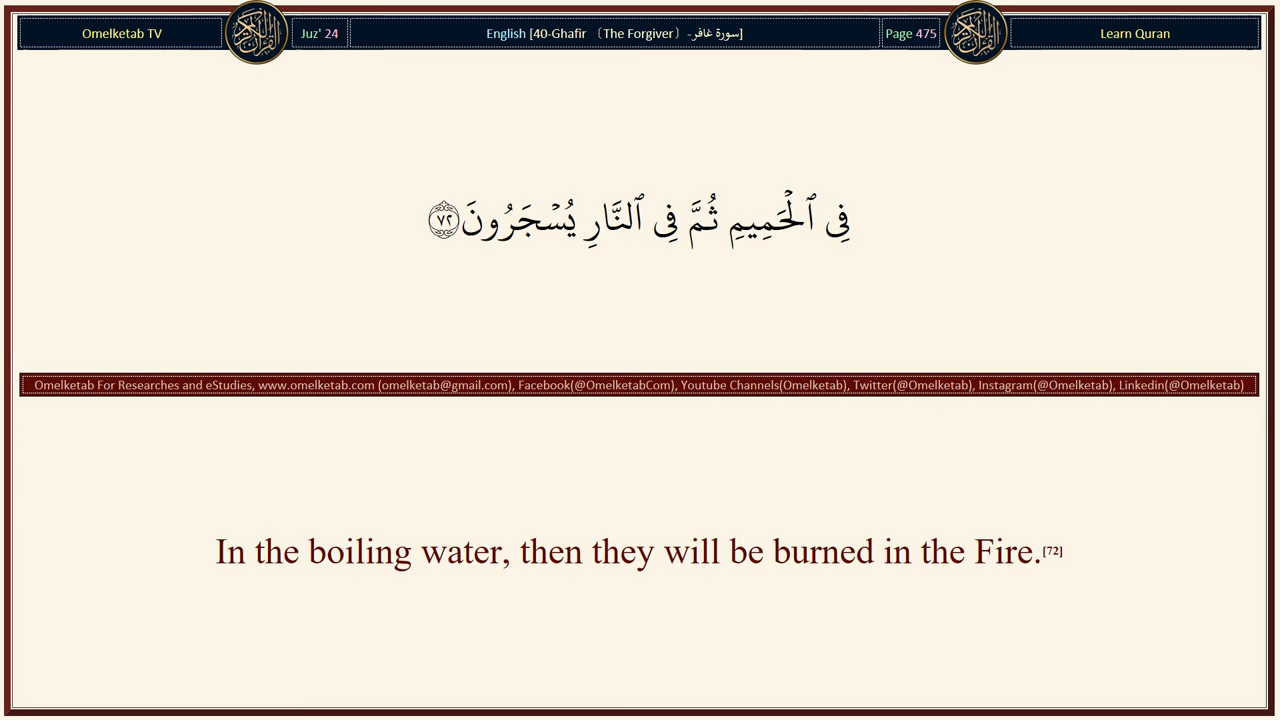 Omelketab TV
Juz' 24
English [40-Ghafir 〔The Forgiver〕 -سورة غافر]
Page 475
Learn Quran
فِي ٱلۡحَمِيمِ ثُمَّ فِي ٱلنَّارِ يُسۡجَرُونَ ٧٢
Omelketab For Researches and eStudies, www.omelketab.com (omelketab@gmail.com), Facebook(@OmelketabCom), Youtube Channels(Omelketab), Twitter(@Omelketab), Instagram(@Omelketab), Linkedin(@Omelketab)
In the boiling water, then they will be burned in the Fire.[72]